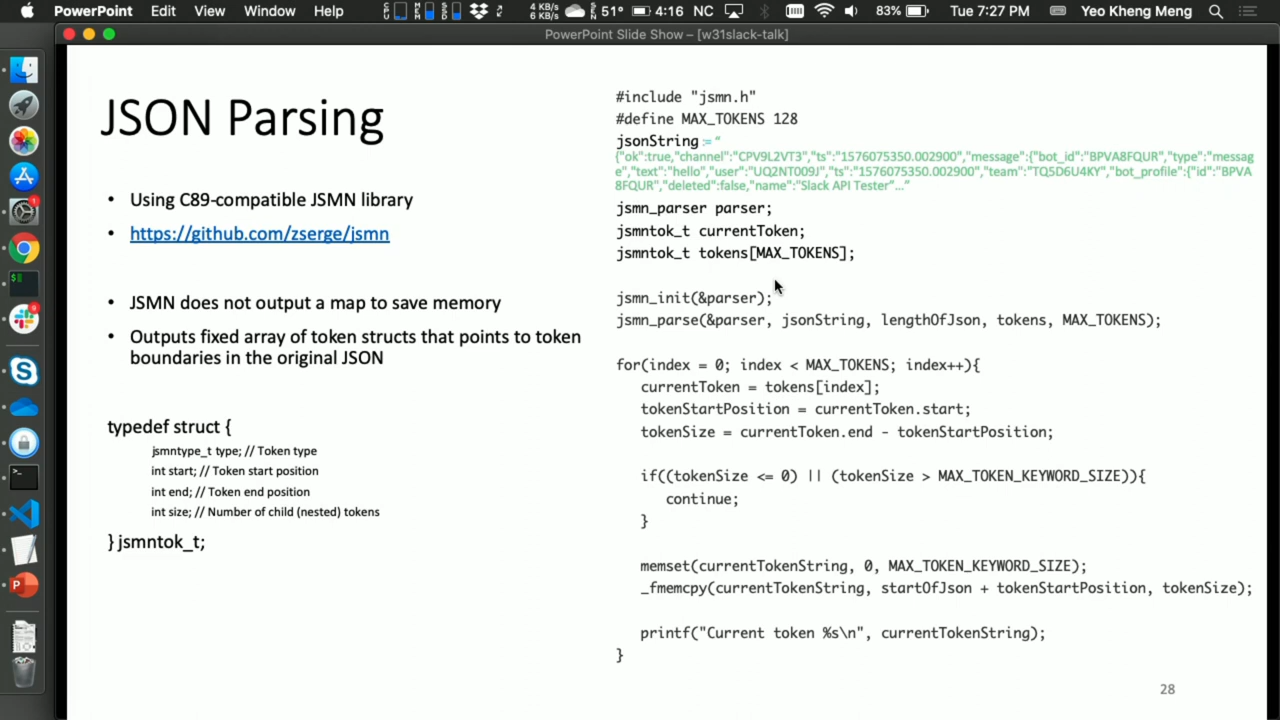 PowerPoint Edit View Window Help 4 KB/s 6 KB/s 51° 4:16 NC 83% Tue 7:27 PM Yeo Kheng Meng
PowerPoint Slide Show – [w31slack-talk]
JSON Parsing
• Using C89-compatible JSMN library
• https://github.com/zserge/jsmn
• JSMN does not output a map to save memory
• Outputs fixed array of token structs that points to token
boundaries in the original JSON
typedef struct {
jsmntype_t type; // Token type
int start; // Token start position
int end; // Token end position
int size; // Number of child (nested) tokens
} jsmntok_t;
#include "jsmn.h"
#define MAX_TOKENS 128
jsonString := “
{"ok":true,"channel":"CPV9L2VT3","ts":"1576075350.002900","message":{"bot_id":"BPVA8FQUR","type":"messag
e","text":"hello","user":"UQ2NT009J","ts":"1576075350.002900","team":"TQ5D6U4KY","bot_profile":{"id":"BPVA
8FQUR","deleted":false,"name":"Slack API Tester"…”
jsmn_parser parser;
jsmntok_t currentToken;
jsmntok_t tokens[MAX_TOKENS];
jsmn_init(&parser);
jsmn_parse(&parser, jsonString, lengthOfJson, tokens, MAX_TOKENS);
for(index = 0; index < MAX_TOKENS; index++){
currentToken = tokens[index];
tokenStartPosition = currentToken.start;
tokenSize = currentToken.end - tokenStartPosition;
if((tokenSize <= 0) || (tokenSize > MAX_TOKEN_KEYWORD_SIZE)){
continue;
}
memset(currentTokenString, 0, MAX_TOKEN_KEYWORD_SIZE);
_fmemcpy(currentTokenString, startOfJson + tokenStartPosition, tokenSize);
printf("Current token %s\n", currentTokenString);
}
28